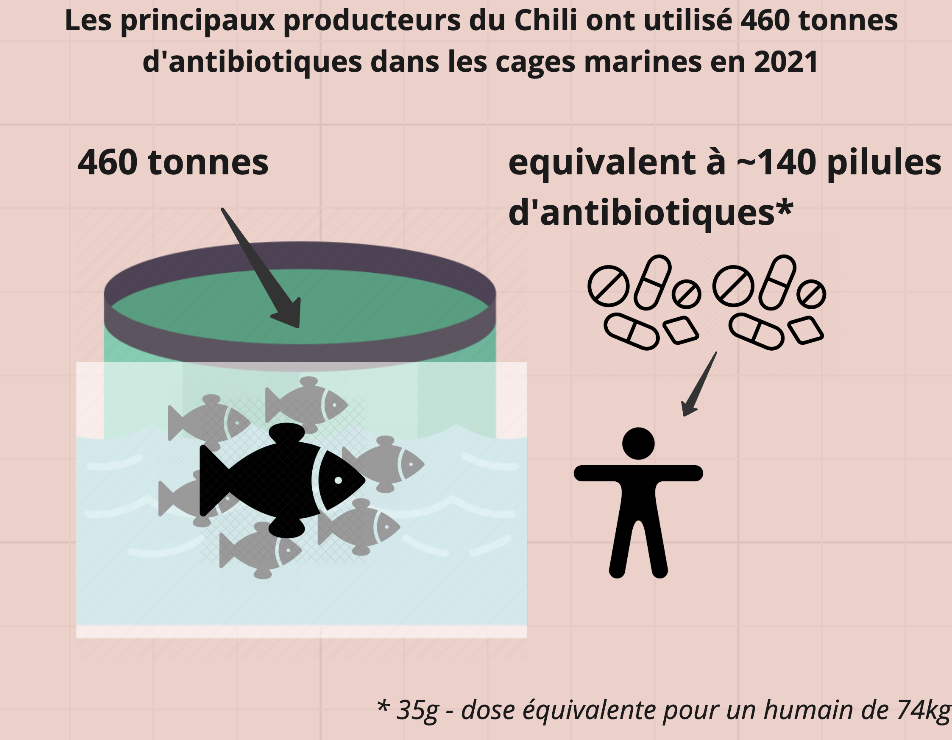 Les principaux producteurs du Chili ont utilisé 460 tonnes
d'antibiotiques dans les cages marines en 2021
460 tonnes
equivalent à ~140 pilules
d'antibiotiques*
* 35g - dose équivalente pour un humain de 74kg